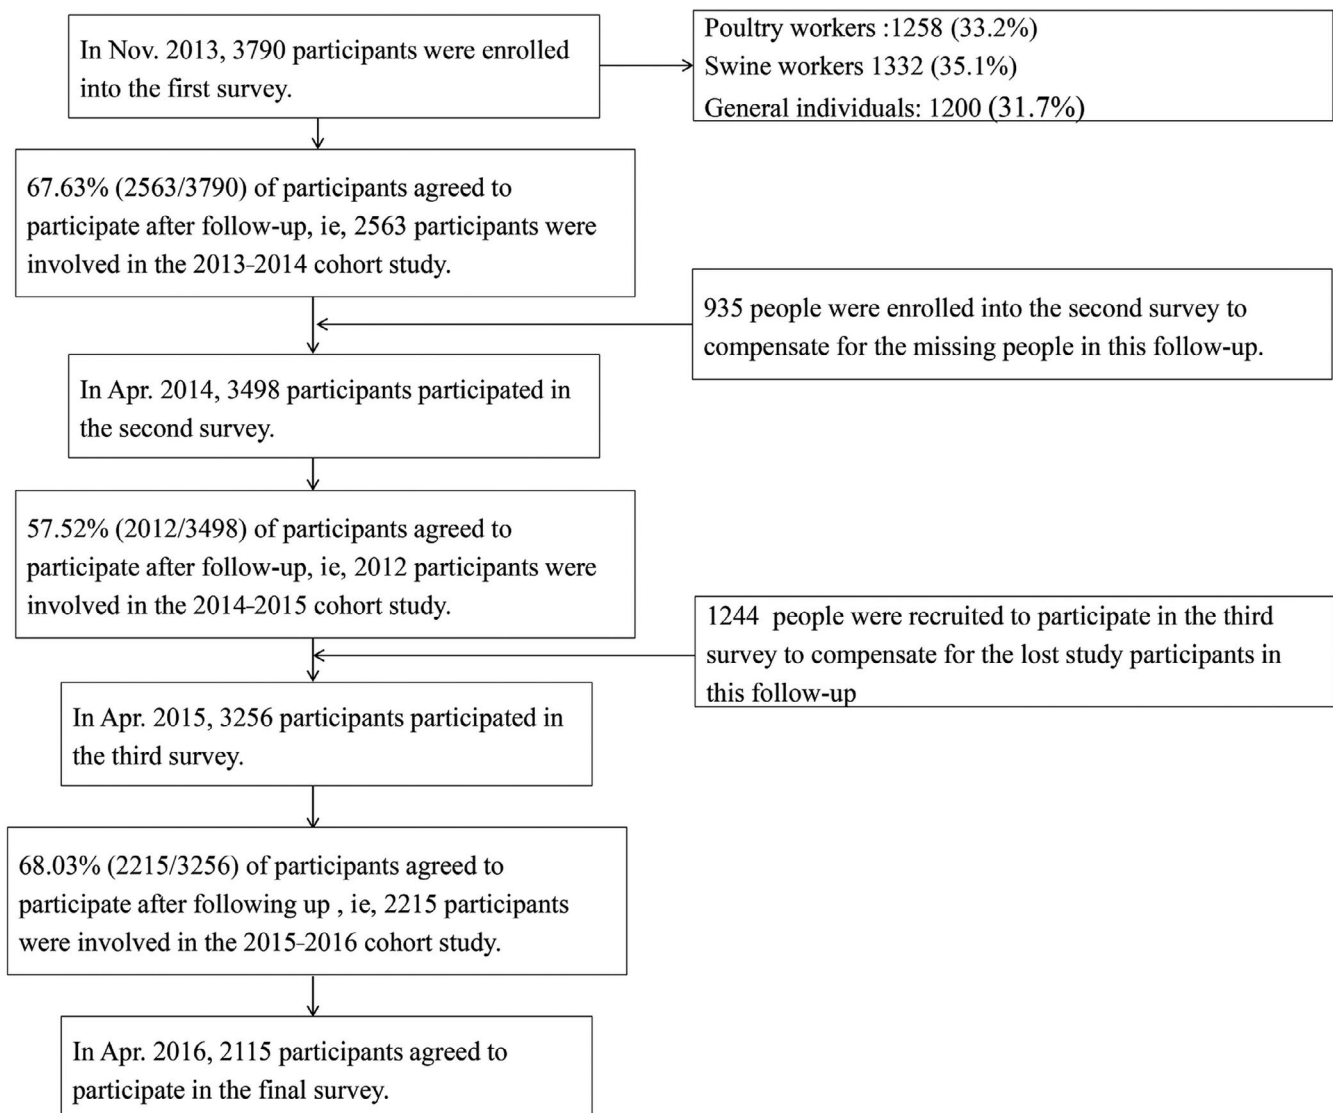 In Nov. 2013, 3790 participants were enrolled
into the first survey.
Poultry workers :1258 (33.2%)
Swine workers 1332 (35.1%)
General individuals: 1200 (31.7%)
67.63% (2563/3790) of participants agreed to
participate after follow-up, ie, 2563 participants were
involved in the 2013-2014 cohort study.
935 people were enrolled into the second survey to
compensate for the missing people in this follow-up.
In Apr. 2014, 3498 participants participated in
the second survey.
57.52% (2012/3498) of participants agreed to
participate after follow-up, ie, 2012 participants were
involved in the 2014-2015 cohort study.
1244  people were recruited to participate in the third
survey to compensate for the lost study participants in
this follow-up
In Apr. 2015, 3256 participants participated in
the third survey.
68.03% (2215/3256) of participants agreed to
participate after following up , ie, 2215 participants
were involved in the 2015-2016 cohort study.
In Apr. 2016, 2115 participants agreed to
participate in the final survey.